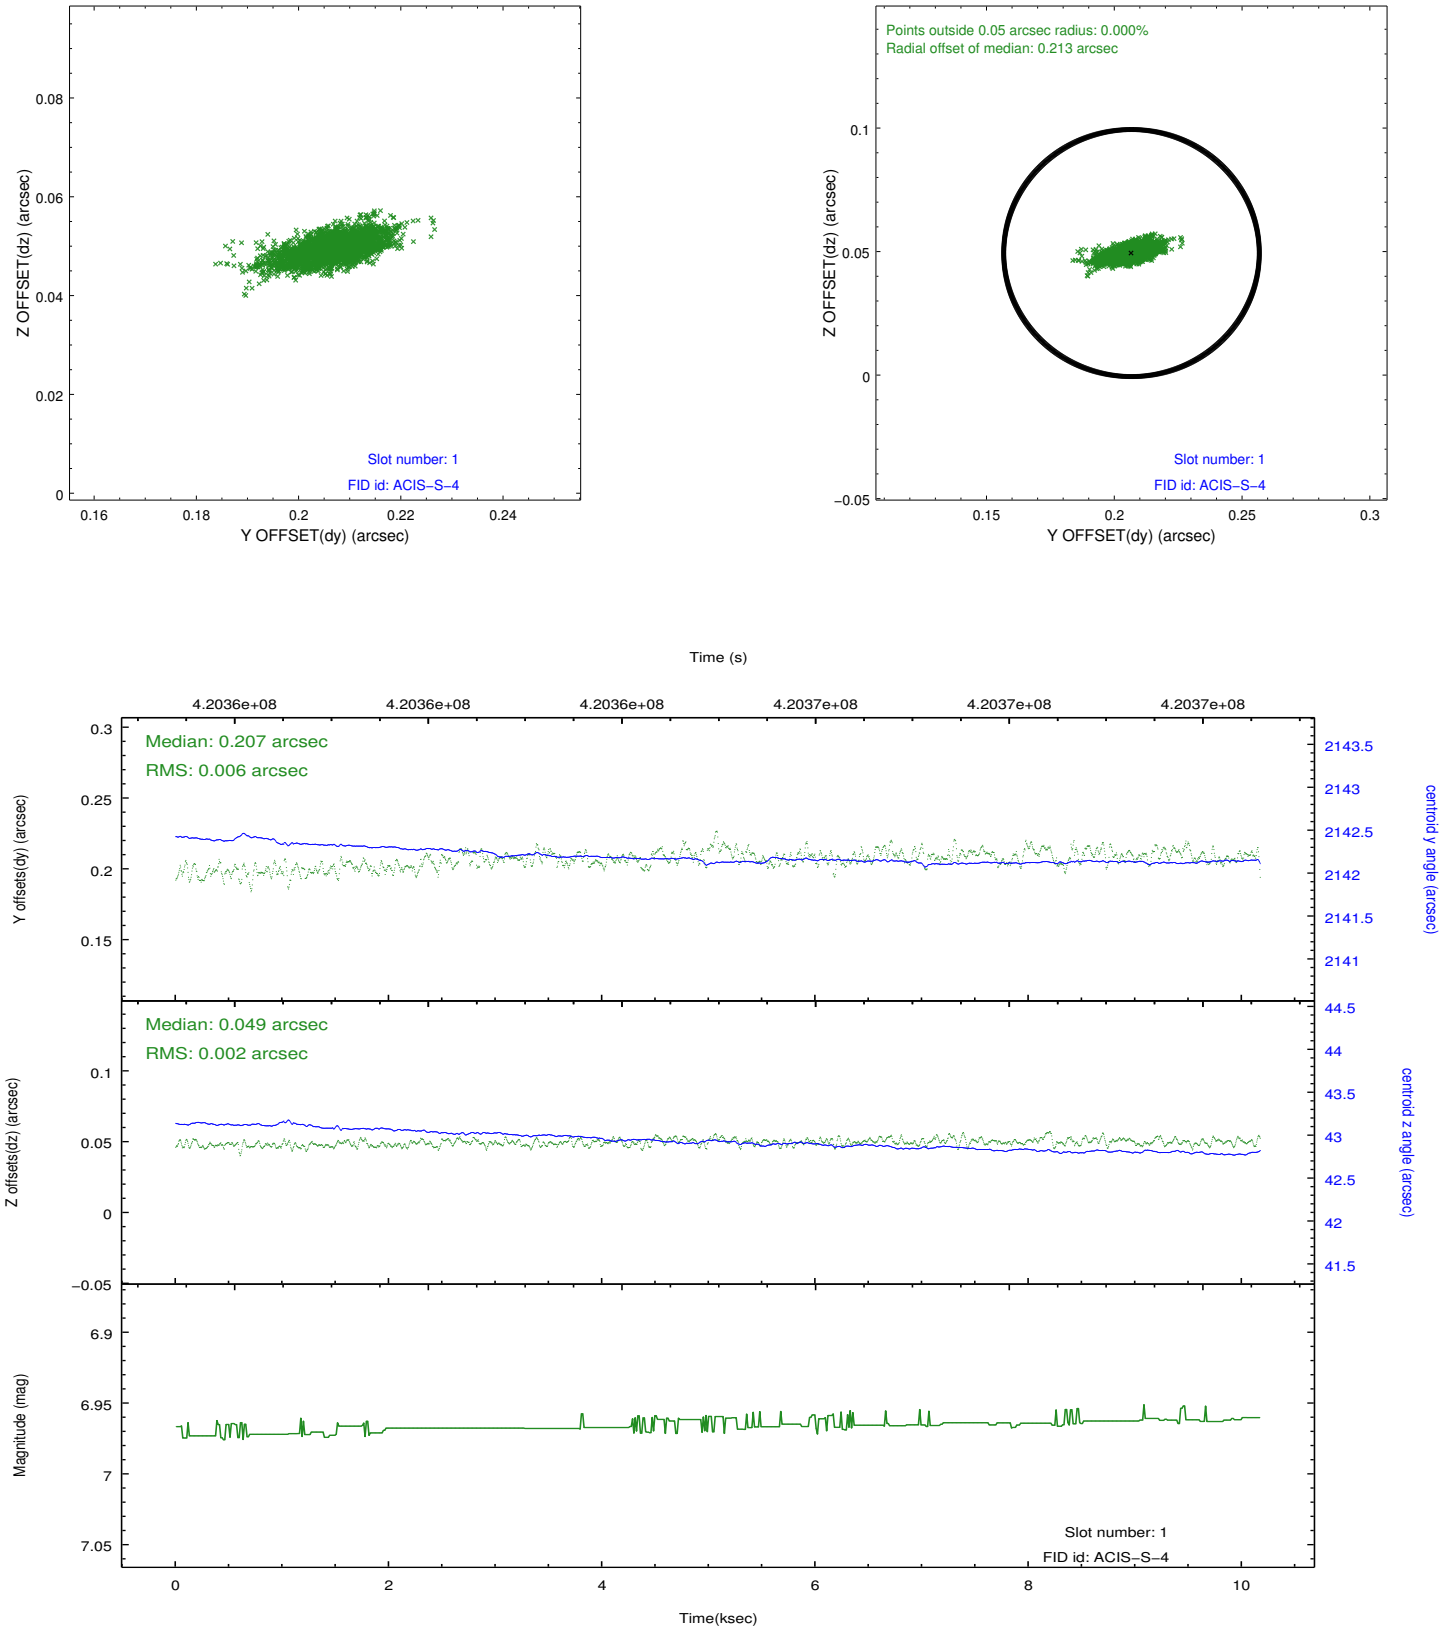 0.08
0.06
0.04
0.02
0
Z OFFSET(dz) (arcsec)
Slot number: 1
FID id: ACIS−S−4
0.16 0.18 0.2 0.22 0.24
Y OFFSET(dy) (arcsec)
Points outside 0.05 arcsec radius: 0.000%
Radial offset of median: 0.213 arcsec
0.1
0.05
0
−0.05
Z OFFSET(dz) (arcsec)
Slot number: 1
FID id: ACIS−S−4
0.15 0.2 0.25 0.3
Y OFFSET(dy) (arcsec)
Time (s)
4.2036e+08 4.2036e+08 4.2036e+08 4.2037e+08 4.2037e+08 4.2037e+08
Median: 0.207 arcsec
RMS: 0.006 arcsec
0.3
0.25
0.2
0.15
Y offsets(dy) (arcsec)
2143.5
2143
2142.5
2142
2141.5
2141
centroid y angle (arcsec)
Median: 0.049 arcsec
RMS: 0.002 arcsec
0.1
0.05
0
−0.05
Z offsets(dz) (arcsec)
44.5
44
43.5
43
42.5
42
41.5
centroid z angle (arcsec)
6.9
6.95
7
7.05
Magnitude (mag)
Slot number: 1
FID id: ACIS−S−4
0 2 4 6 8 10
Time(ksec)